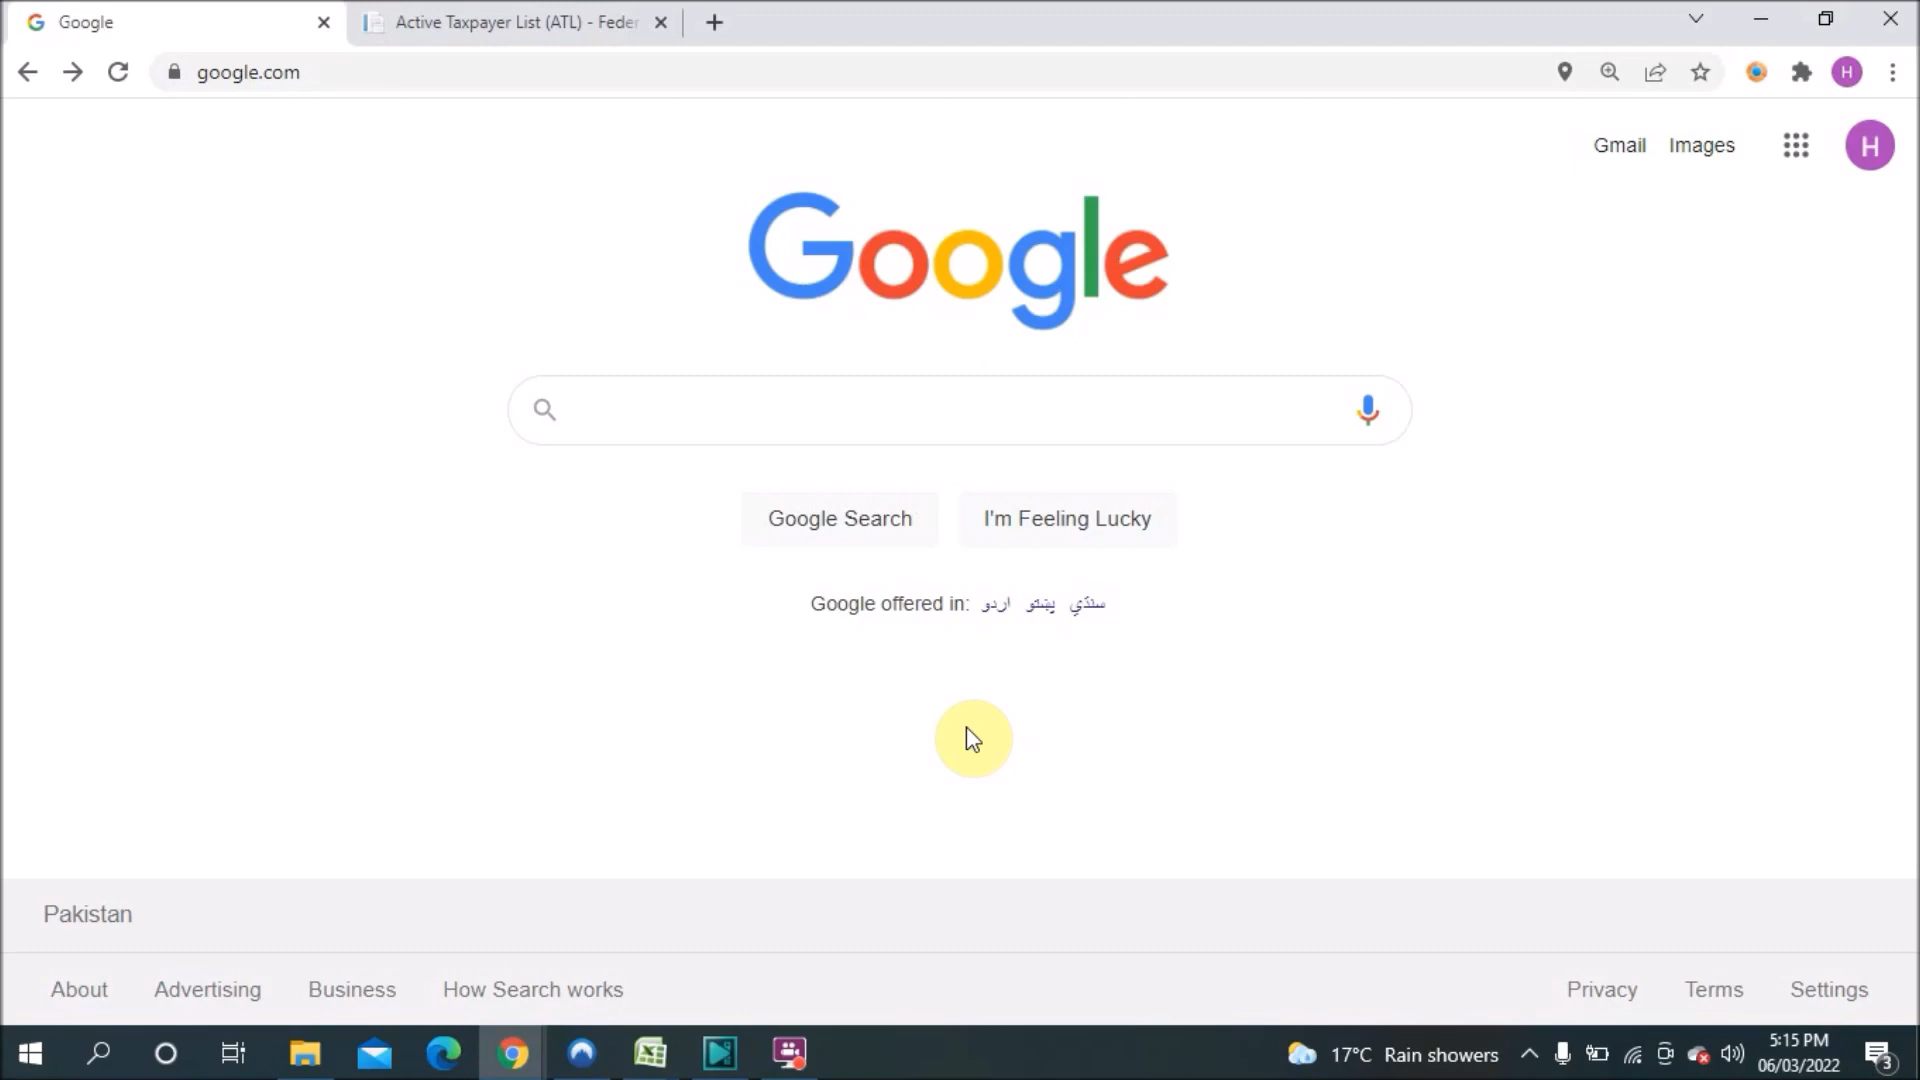 Google
Active Taxpayer List (ATL) - Feder
google.com
H
Gmail Images
H
Google
Google Search
I'm Feeling Lucky
Google offered in: اردو پښتو سنڌي
Pakistan
About Advertising Business How Search works
Privacy Terms Settings
17°C Rain showers
5:15 PM
06/03/2022
3